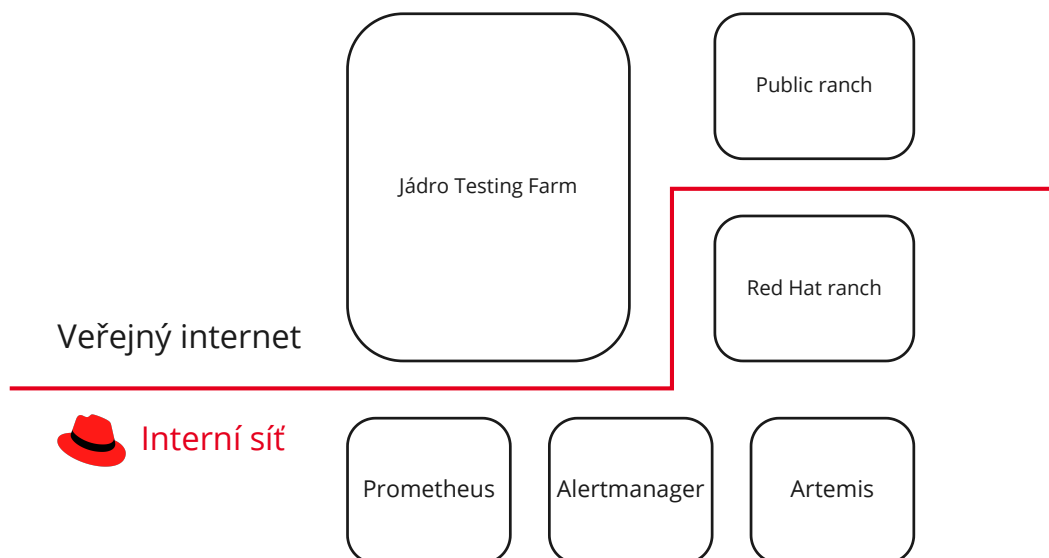 Public ranch
Jádro Testing Farm
Red Hat ranch
Veřejný internet
Interní síť
Prometheus
Alertmanager
Artemis